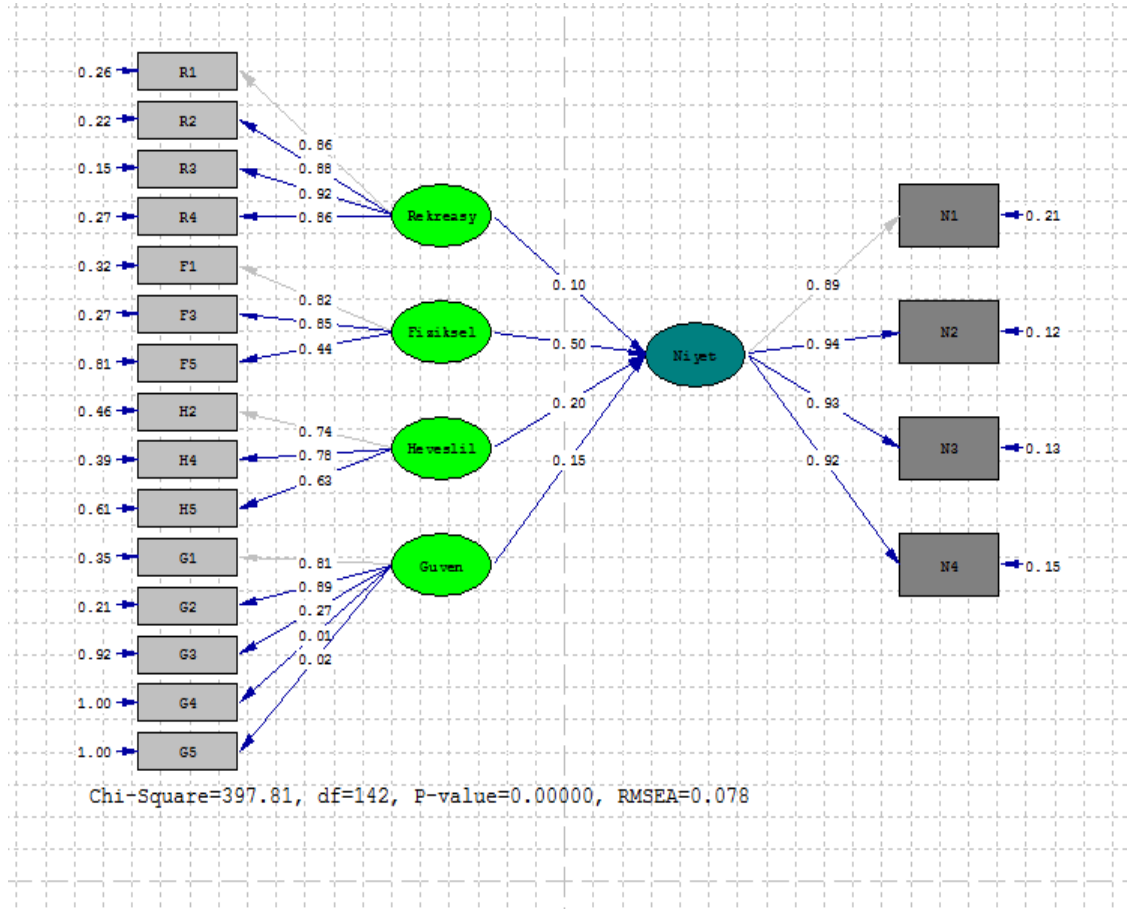 0.26 R1
0.22 R2
0.15 R3
0.27 R4
0.32 F1
0.27 F3
0.81 F5
0.46 H2
0.39 H4
0.61 H5
0.35 G1
0.21 G2
0.92 G3
1.00 G4
1.00 G5
0.86
0.88
0.92
0.86
0.82
0.85
0.44
0.74
0.78
0.63
0.81
0.89
0.27
0.01
0.02
Rekreasy
Fiziksel
Heveslil
Guven
0.10
0.50
0.20
0.15
Niyet
0.89
0.94
0.93
0.92
N1 0.21
N2 0.12
N3 0.13
N4 0.15
Chi-Square=397.81, df=142, P-value=0.00000, RMSEA=0.078